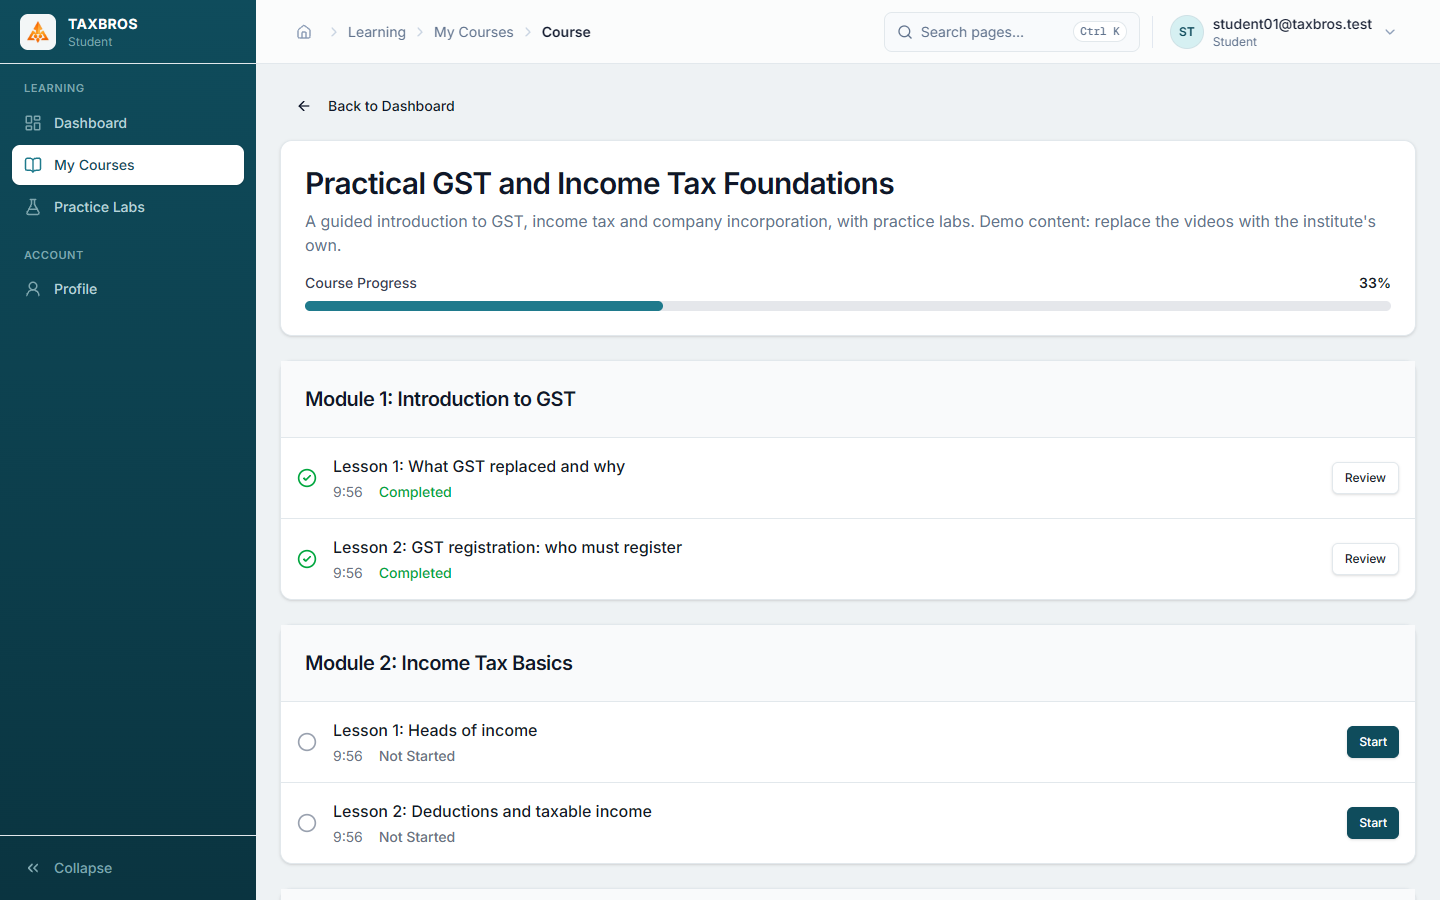 TAXBROS
Student
LEARNING
Dashboard
My Courses
Practice Labs
ACCOUNT
Profile
Collapse
Learning
My Courses
Course
Search pages...
Ctrl K
ST
student01@taxbros.test
Student
Back to Dashboard
Practical GST and Income Tax Foundations
A guided introduction to GST, income tax and company incorporation, with practice labs. Demo content: replace the videos with the institute's
own.
Course Progress
33%
Module 1: Introduction to GST
Lesson 1: What GST replaced and why
9:56 Completed
Review
Lesson 2: GST registration: who must register
9:56 Completed
Review
Module 2: Income Tax Basics
Lesson 1: Heads of income
9:56 Not Started
Start
Lesson 2: Deductions and taxable income
9:56 Not Started
Start